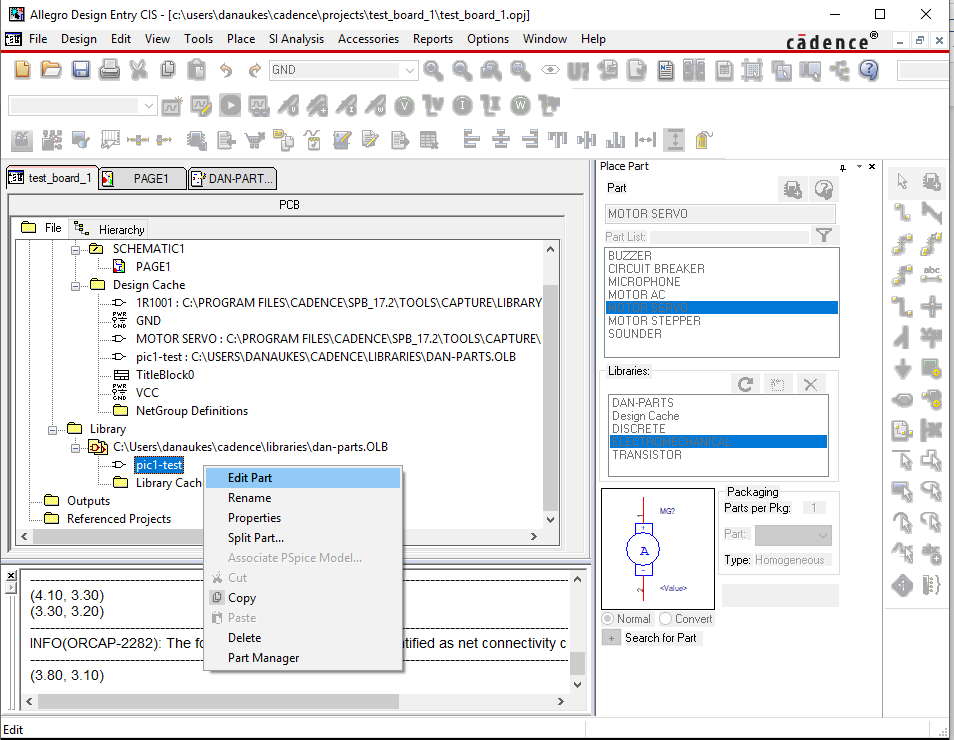 Allegro Design Entry CIS - [c:\users\danaukes\cadence\projects\test_board_1\test_board_1.opj]
File Design Edit View Tools Place SI Analysis Accessories Reports Options Window Help
cādence®
GND
U?
V
I
W
test_board_1
PAGE1
DAN-PART...
PCB
File
Hierarchy
SCHEMATIC1
PAGE1
Design Cache
1R1001 : C:\PROGRAM FILES\CADENCE\SPB_17.2\TOOLS\CAPTURE\LIBRARY
GND
MOTOR SERVO : C:\PROGRAM FILES\CADENCE\SPB_17.2\TOOLS\CAPTURE\
pic1-test : C:\USERS\DANAUKES\CADENCE\LIBRARIES\DAN-PARTS.OLB
TitleBlock0
VCC
NetGroup Definitions
Library
C:\Users\danaukes\cadence\libraries\dan-parts.OLB
pic1-test
Library Cach
Outputs
Referenced Projects
Edit Part
Rename
Properties
Split Part...
Associate PSpice Model...
Cut
Copy
Paste
Delete
Part Manager
(4.10, 3.30)
(3.30, 3.20)
INFO(ORCAP-2282): The fo
ntified as net connectivity c
(3.80, 3.10)
Place Part
Part
MOTOR SERVO
Part List:
BUZZER
CIRCUIT BREAKER
MICROPHONE
MOTOR AC
MOTOR SERVO
MOTOR STEPPER
SOUNDER
Libraries:
DAN-PARTS
Design Cache
DISCRETE
ELECTROMECHANICAL
TRANSISTOR
1
MG?
A
2
<Value>
Packaging
Parts per Pkg: 1
Part:
Type: Homogeneous
Normal Convert
+ Search for Part
abc
Edit